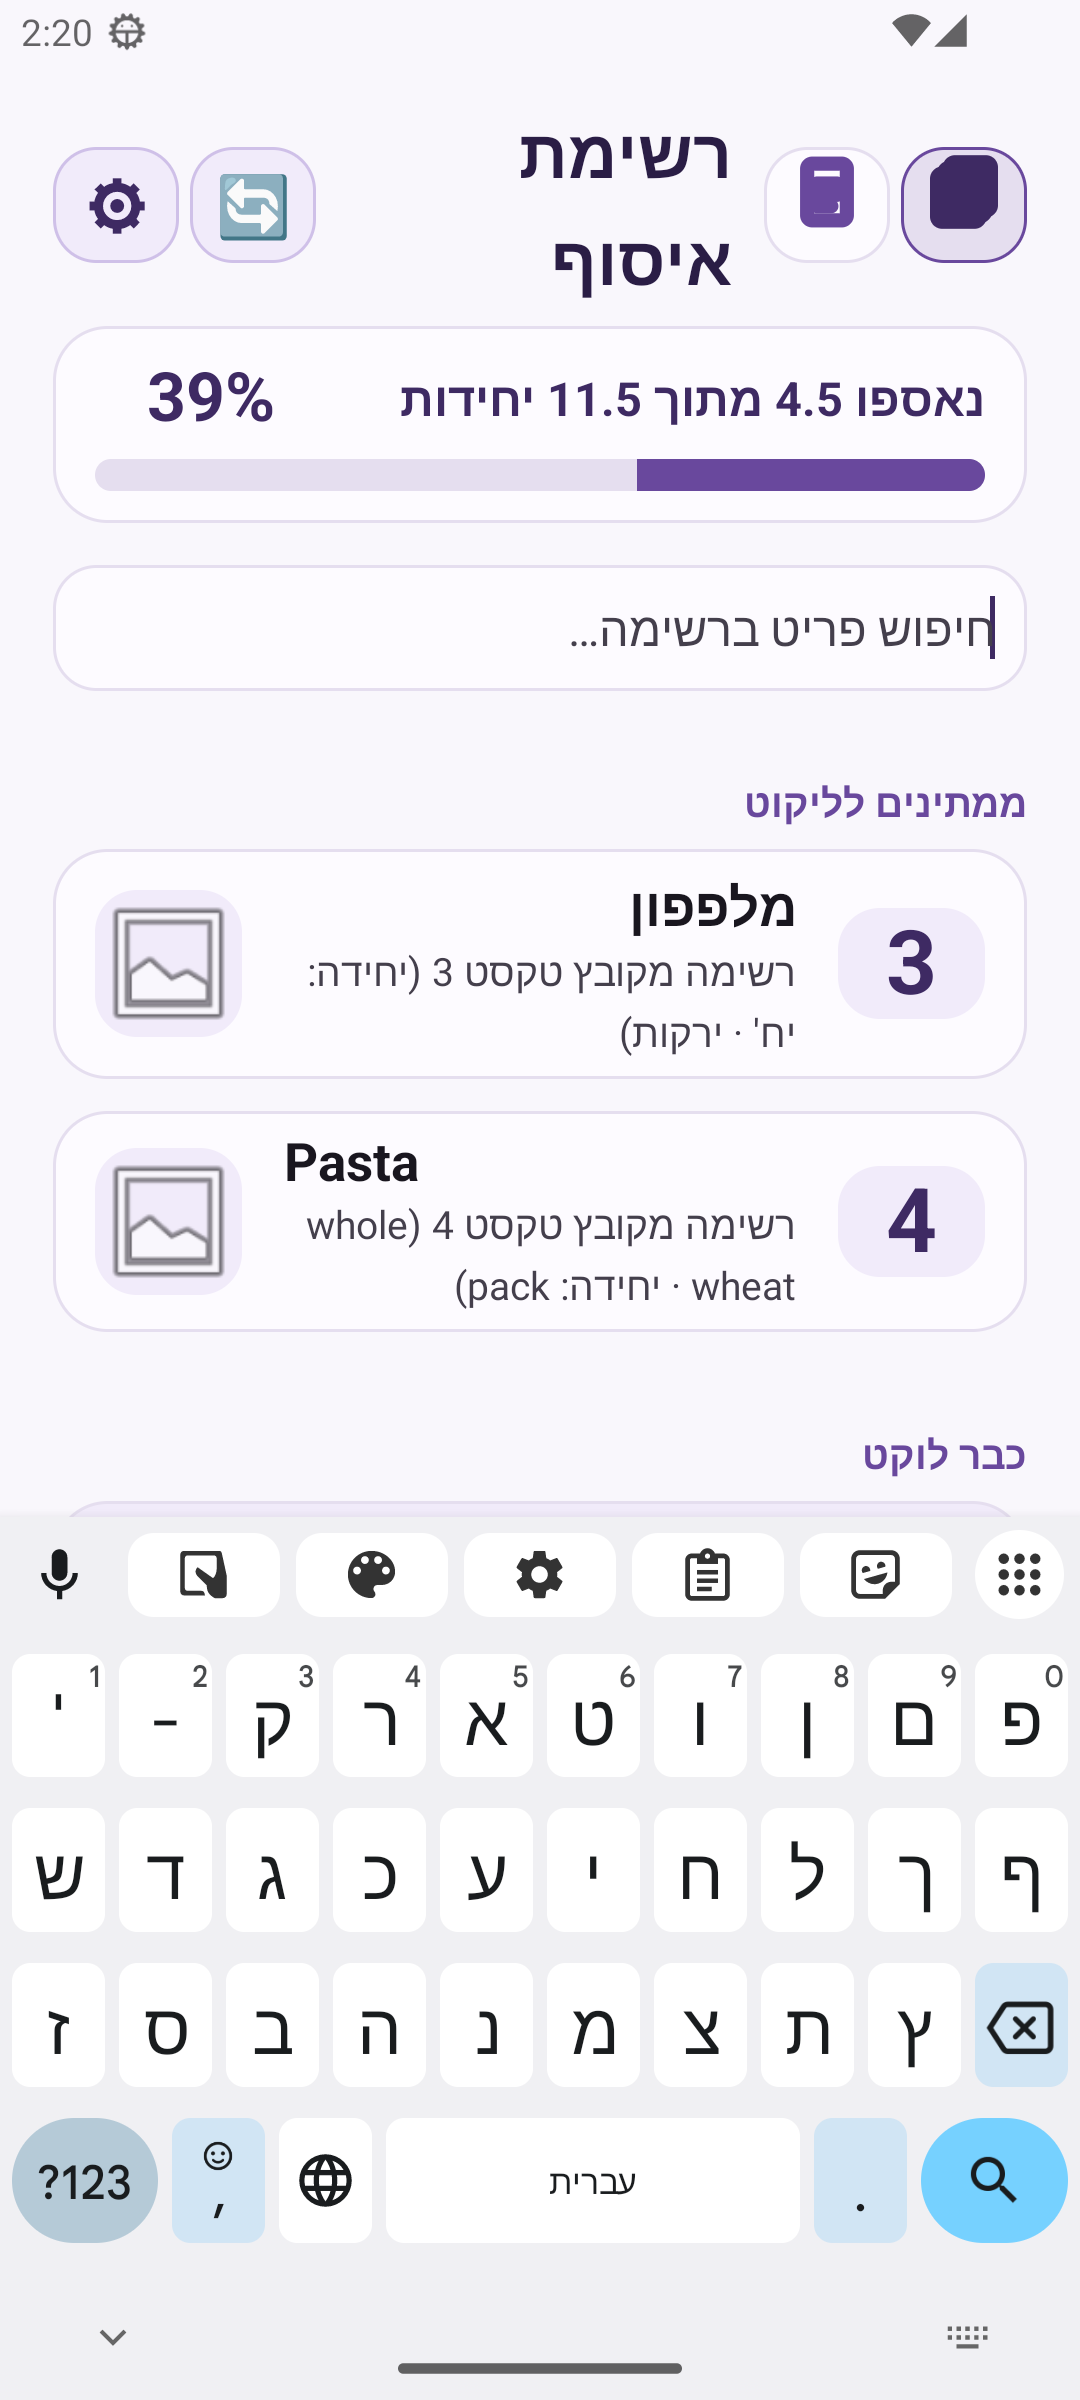 2:20
רשימת
איסוף
נאספו 4.5 מתוך 11.5 יחידות
39%
חיפוש פריט ברשימה...
ממתינים לליקוט
3
מלפפון
רשימה מקובץ טקסט 3 (יחידה:
יח' · ירקות)
4
Pasta
רשימה מקובץ טקסט 4 (whole
wheat · יחידה: pack)
כבר לוקט
1 2 3 4 5 6 7 8 9 0
' - ק ר א ט ו ן ם פ
ש ד ג כ ע י ח ל ך ף
ז ס ב ה נ מ צ ת ץ
?123 , עברית .